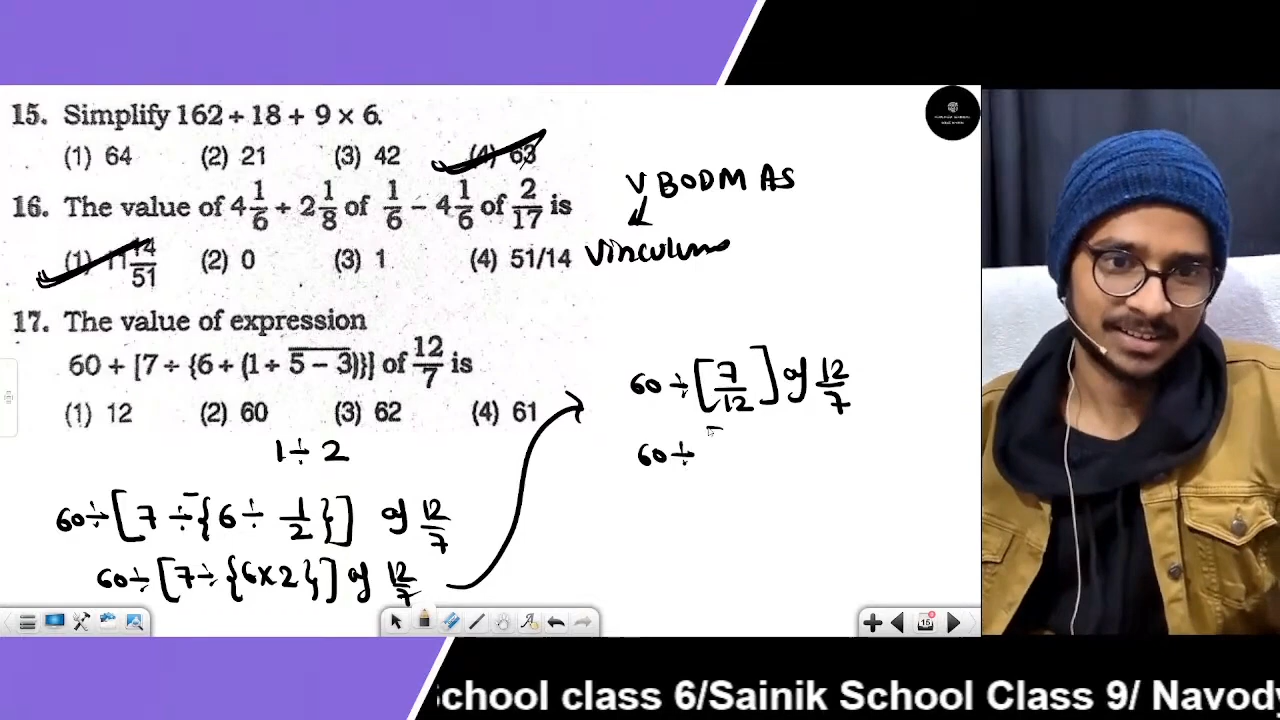 15. Simplify 162 ÷ 18 + 9 × 6.
(1) 64 (2) 21 (3) 42 (4) 63
16. The value of 4 1/6 ÷ 2 1/8 of 1/6 − 4 1/6 of 2/17 is
(1) 11 14/51 (2) 0 (3) 1 (4) 51/14
17. The value of expression
60 ÷ [7 ÷ {6 ÷ (1 ÷ 5 − 3)}] of 12/7 is
(1) 12 (2) 60 (3) 62 (4) 61
1 ÷ 2
60 ÷ [ 7 ÷ { 6 ÷ 1/2 } ] of 12/7
60 ÷ [ 7 ÷ { 6 × 2 } ] of 12/7
V BODMAS
Vinculum
60 ÷ [ 7/12 ] of 12/7
60 ÷
15
School class 6/Sainik School Class 9/ Navody